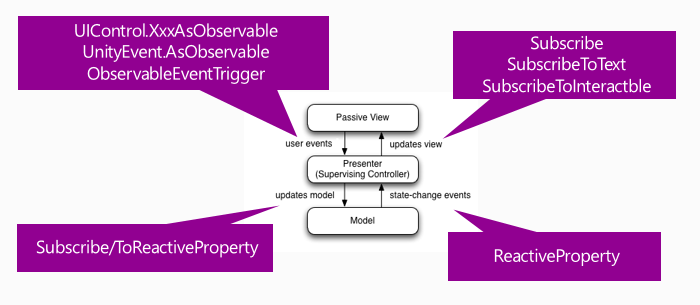 UIControl.XxxAsObservable
UnityEvent.AsObservable
ObservableEventTrigger
Subscribe
SubscribeToText
SubscribeToInteractble
Passive View
user events
updates view
Presenter
(Supervising Controller)
updates model
state-change events
Model
Subscribe/ToReactiveProperty
ReactiveProperty